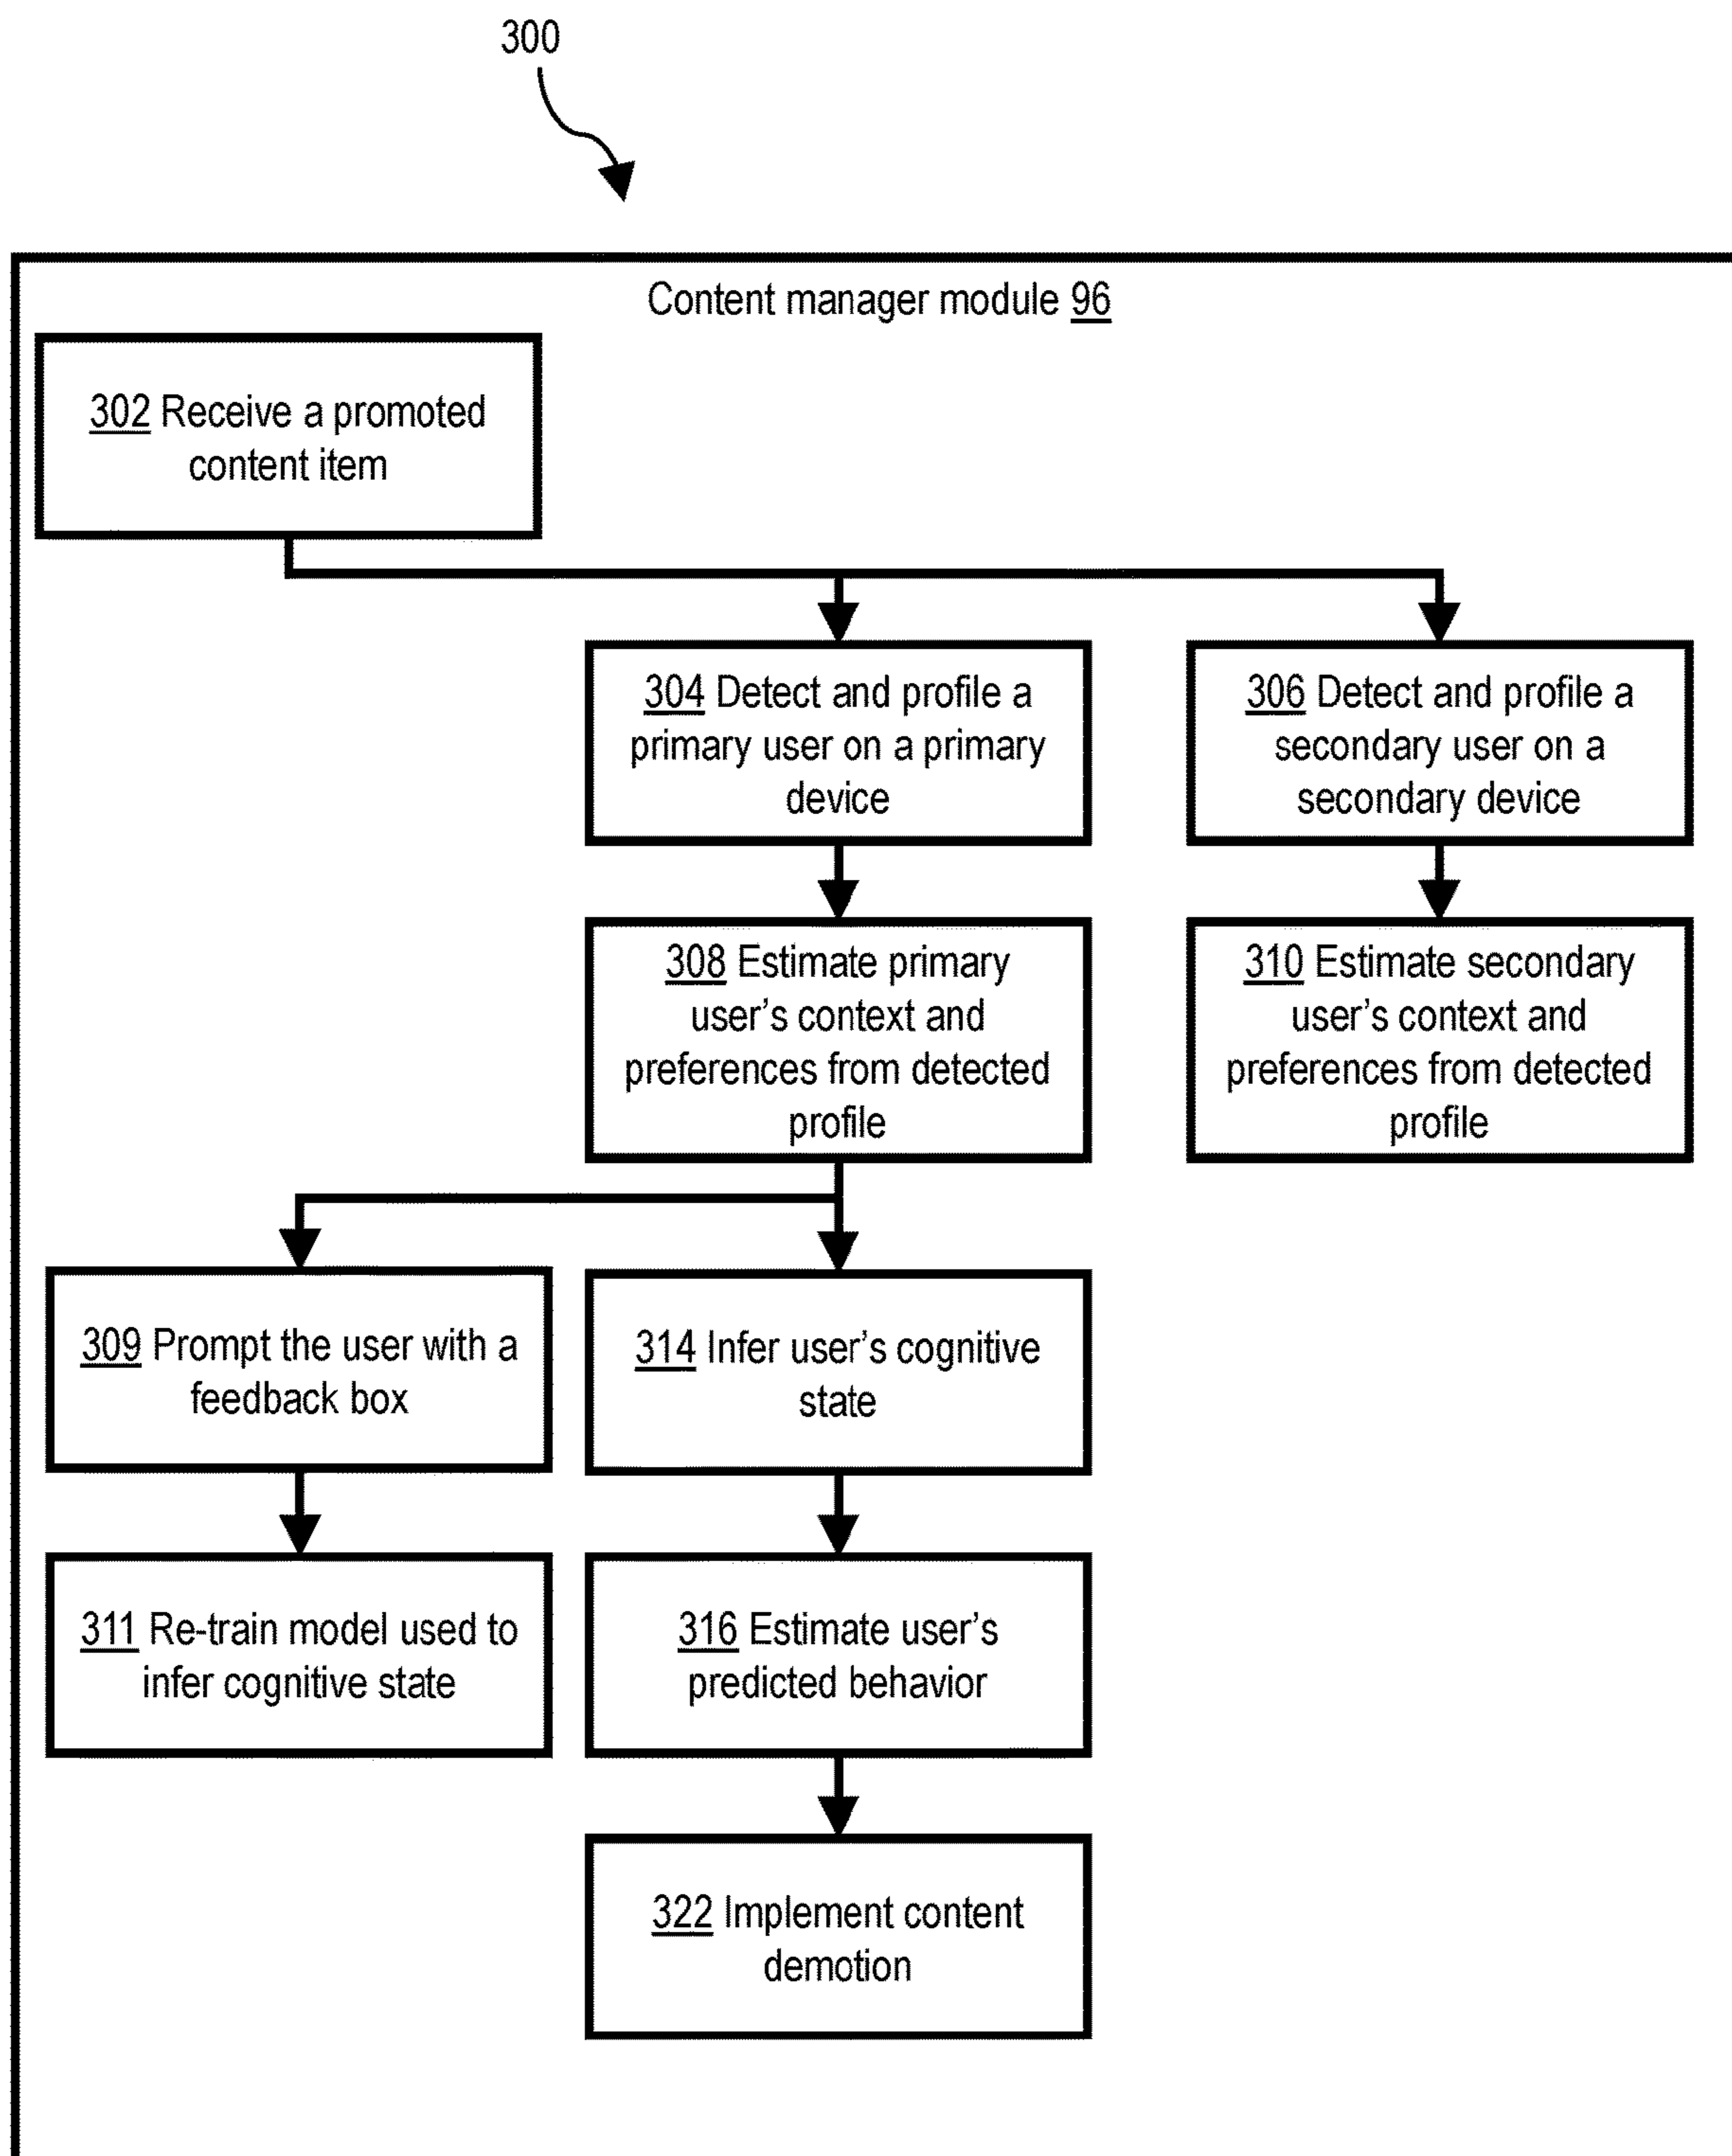 300
Content manager module 96
302 Receive a promoted
content item
304 Detect and profile a
primary user on a primary
device
306 Detect and profile a
secondary user on a
secondary device
308 Estimate primary
user’s context and
preferences from detected
profile
310 Estimate secondary
user’s context and
preferences from detected
profile
309 Prompt the user with a
feedback box
314 Infer user’s cognitive
state
311 Re-train model used to
infer cognitive state
316 Estimate user’s
predicted behavior
322 Implement content
demotion